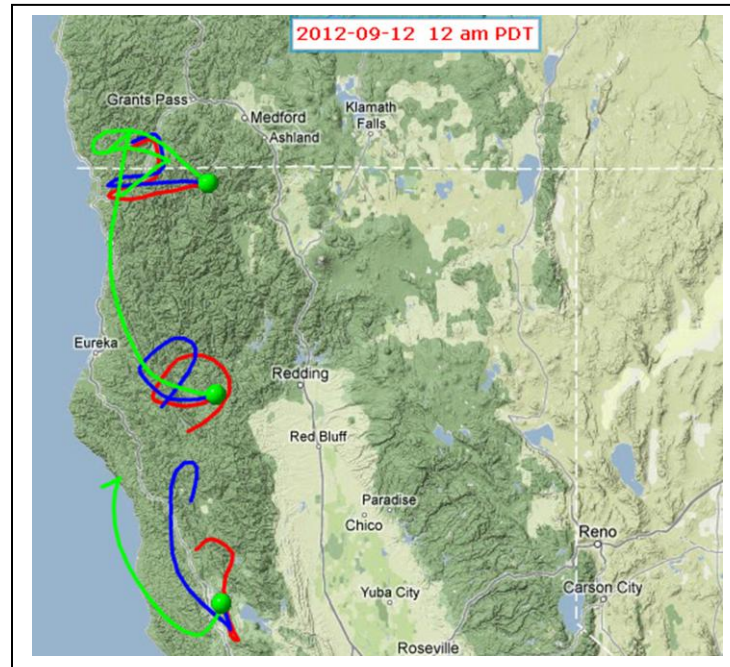 2012-09-12 12 am PDT
Grants Pass
Medford
Klamath
Falls
Ashland
Eureka
Redding
Red Bluff
Paradise
Chico
Reno
Yuba City
Carson City
Roseville